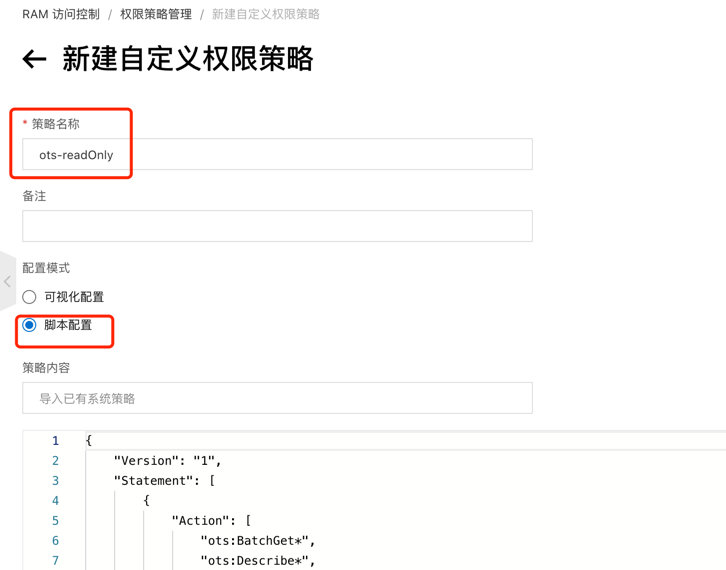 RAM 访问控制 / 权限策略管理 / 新建自定义权限策略
← 新建自定义权限策略
* 策略名称
ots-readOnly
备注
配置模式
可视化配置
脚本配置
策略内容
导入已有系统策略
1 {
2 "Version": "1",
3 "Statement": [
4 {
5 "Action": [
6 "ots:BatchGet*",
7 "ots:Describe*",